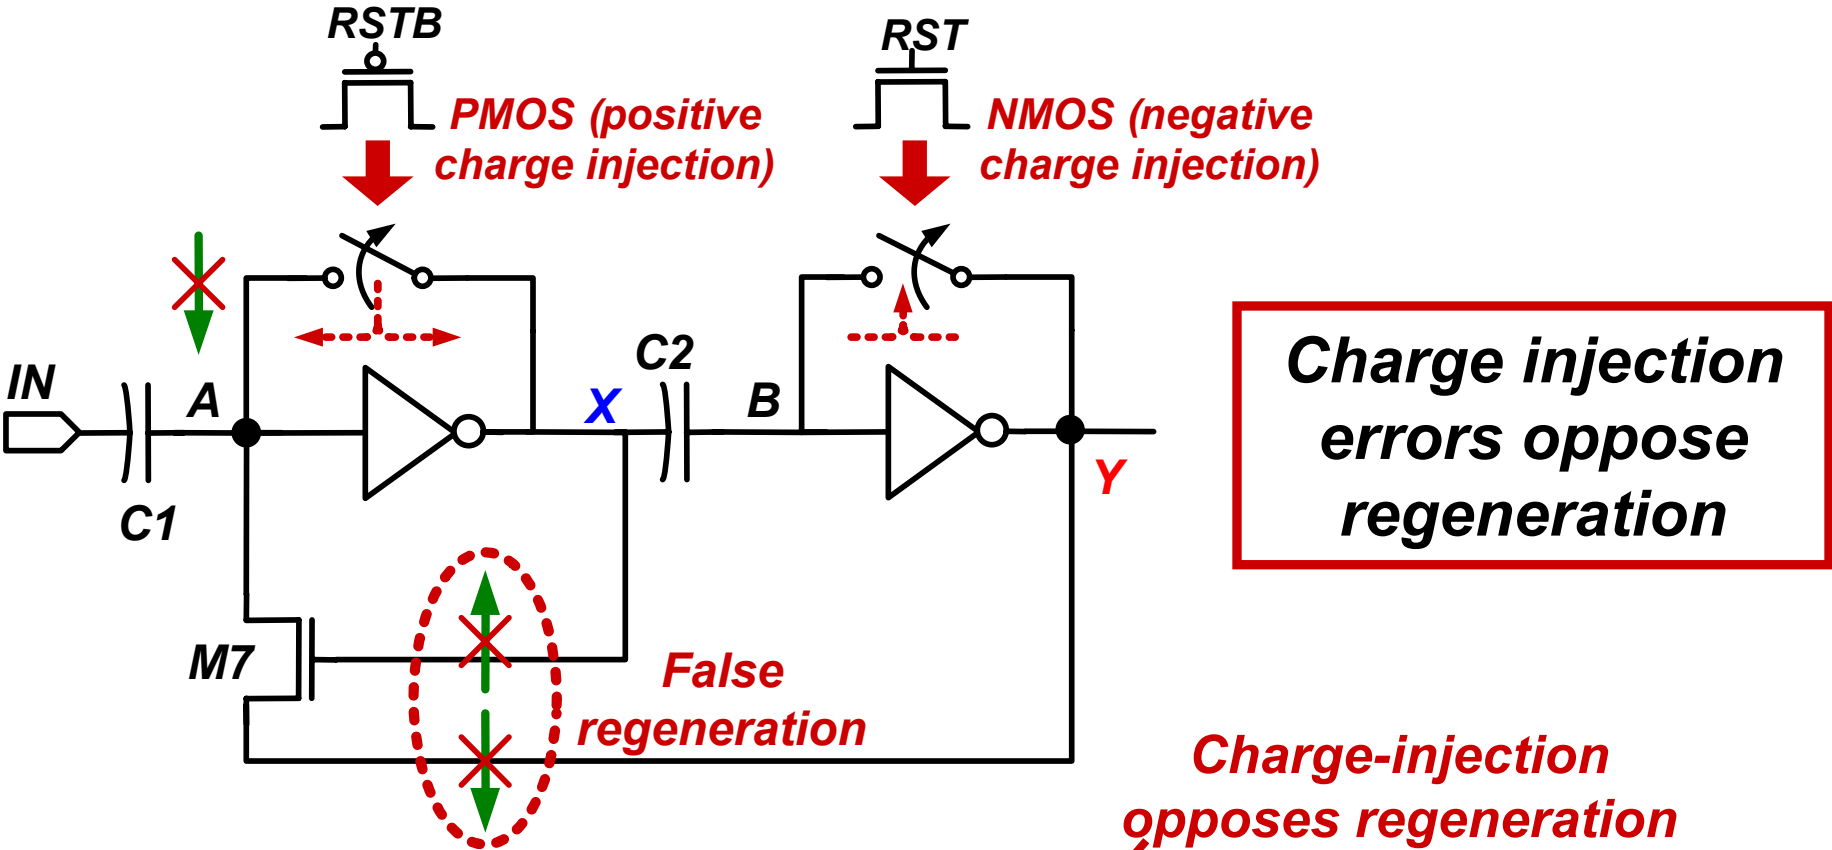 RSTB
RST
PMOS (positive
charge injection)
NMOS (negative
charge injection)
IN
A
C1
X
C2
B
Y
Charge injection
errors oppose
regeneration
M7
False
regeneration
Charge-injection
opposes regeneration